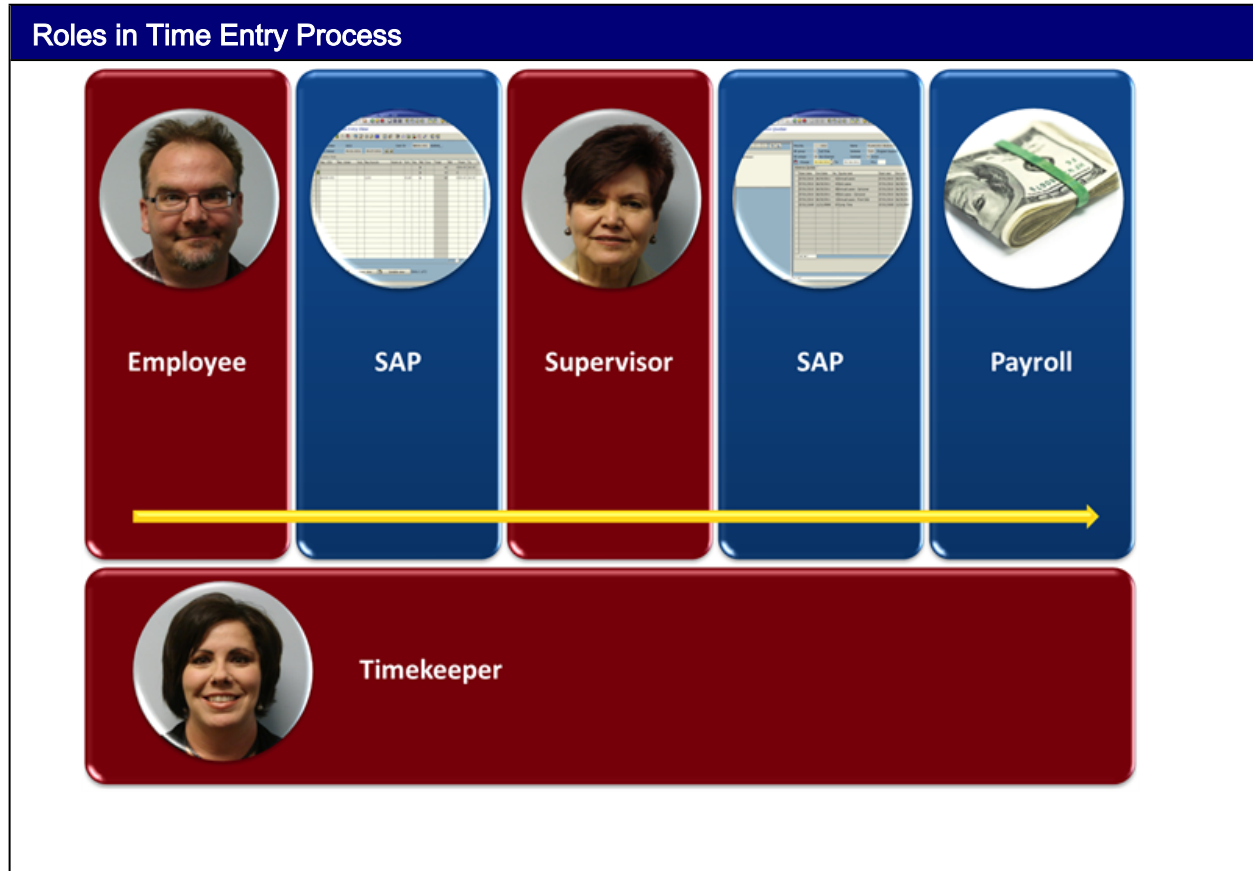 Roles in Time Entry Process
Employee
SAP
Supervisor
SAP
Payroll
Timekeeper